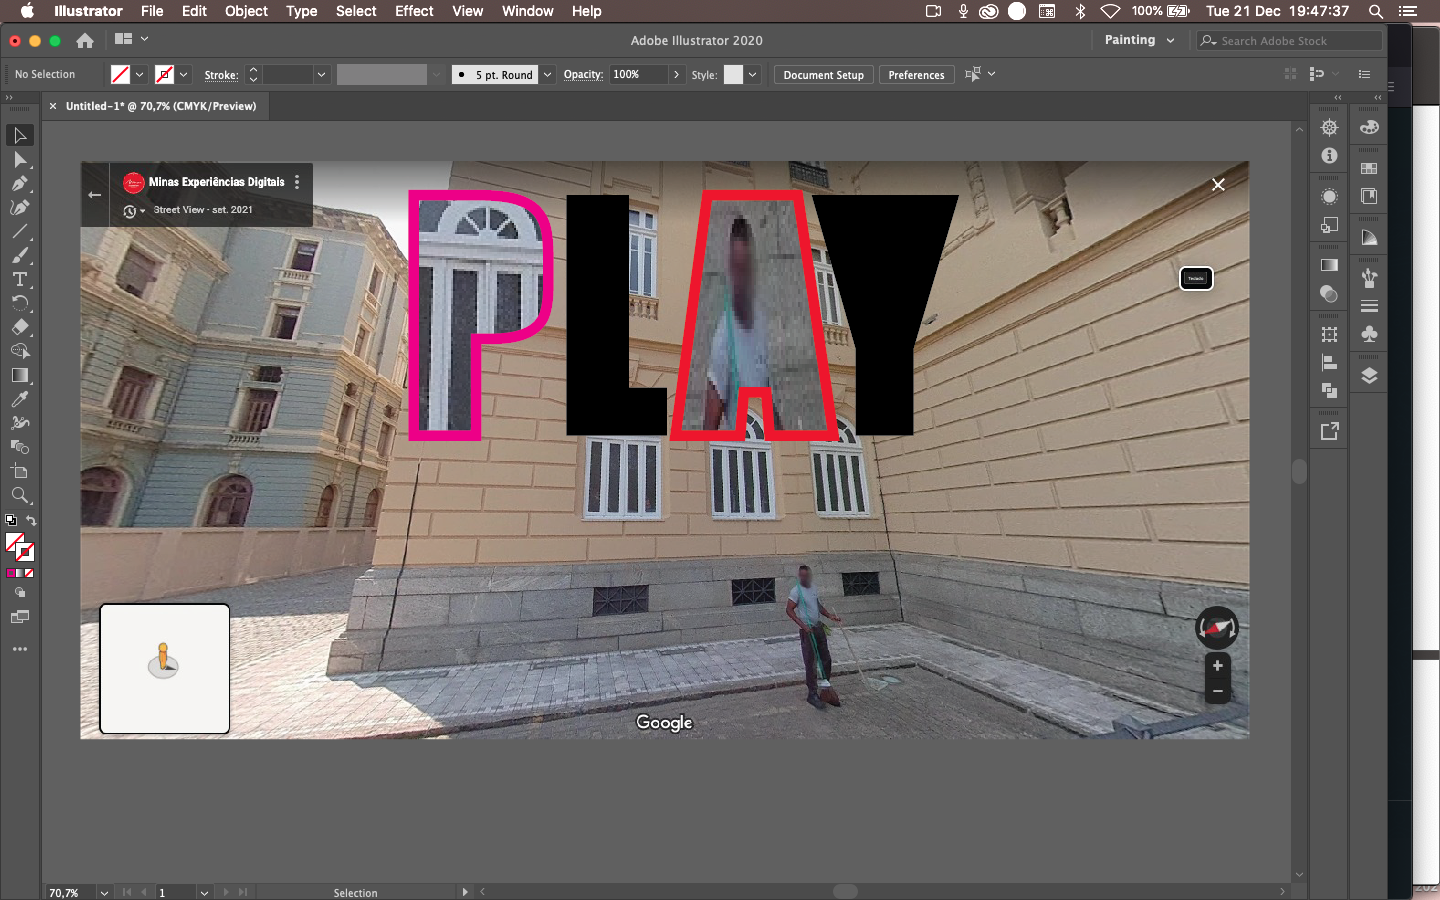 Illustrator File Edit Object Type Select Effect View Window Help 100% Tue 21 Dec 19:47:37
Adobe Illustrator 2020 Painting Search Adobe Stock
No Selection Stroke: 5 pt. Round Opacity: 100% Style: Document Setup Preferences
Untitled-1* @ 70,7% (CMYK/Preview)
Minas Experiências Digitais
Street View - set. 2021
PLAY
Teclado
Google
70,7% 1 Selection
202